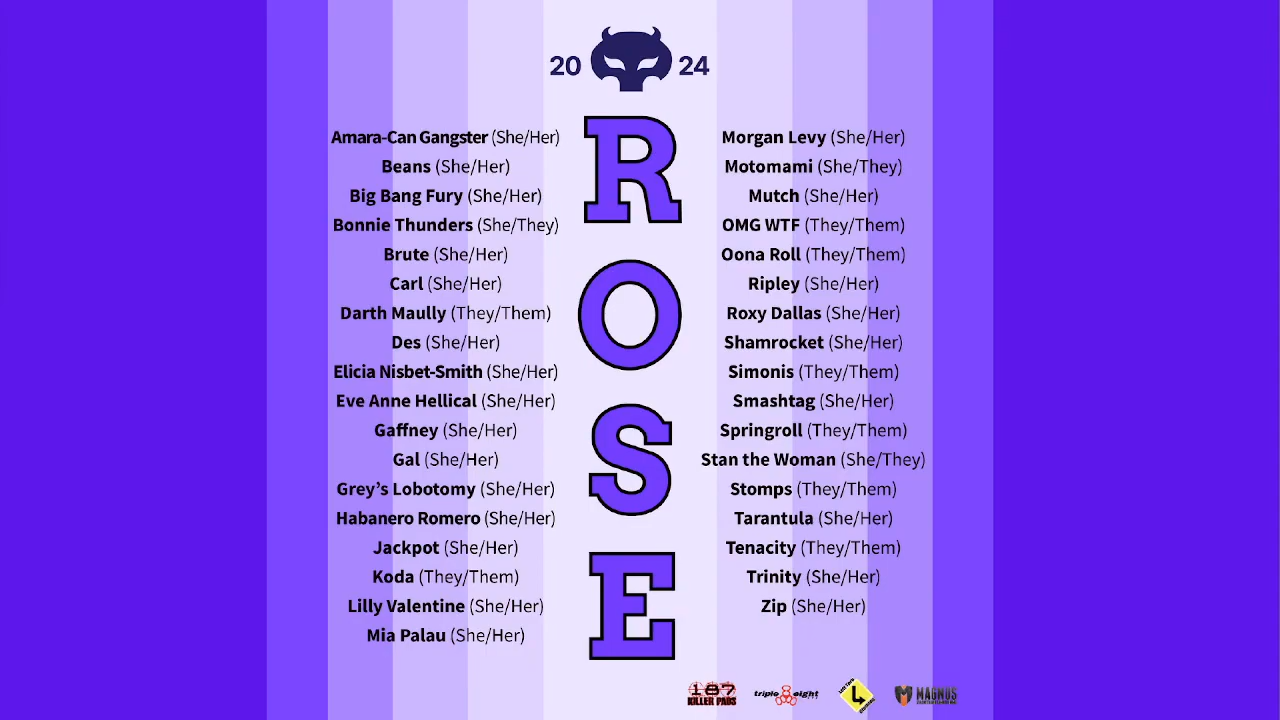 20 24
Amara-Can Gangster (She/Her)
Beans (She/Her)
Big Bang Fury (She/Her)
Bonnie Thunders (She/They)
Brute (She/Her)
Carl (She/Her)
Darth Maully (They/Them)
Des (She/Her)
Elicia Nisbet-Smith (She/Her)
Eve Anne Hellical (She/Her)
Gaffney (She/Her)
Gal (She/Her)
Grey's Lobotomy (She/Her)
Habanero Romero (She/Her)
Jackpot (She/Her)
Koda (They/Them)
Lilly Valentine (She/Her)
Mia Palau (She/Her)
R
O
S
E
Morgan Levy (She/Her)
Motomami (She/They)
Mutch (She/Her)
OMG WTF (They/Them)
Oona Roll (They/Them)
Ripley (She/Her)
Roxy Dallas (She/Her)
Shamrocket (She/Her)
Simonis (They/Them)
Smashtag (She/Her)
Springroll (They/Them)
Stan the Woman (She/They)
Stomps (They/Them)
Tarantula (She/Her)
Tenacity (They/Them)
Trinity (She/Her)
Zip (She/Her)
187
KILLER PADS
triple eight
MAGNUS